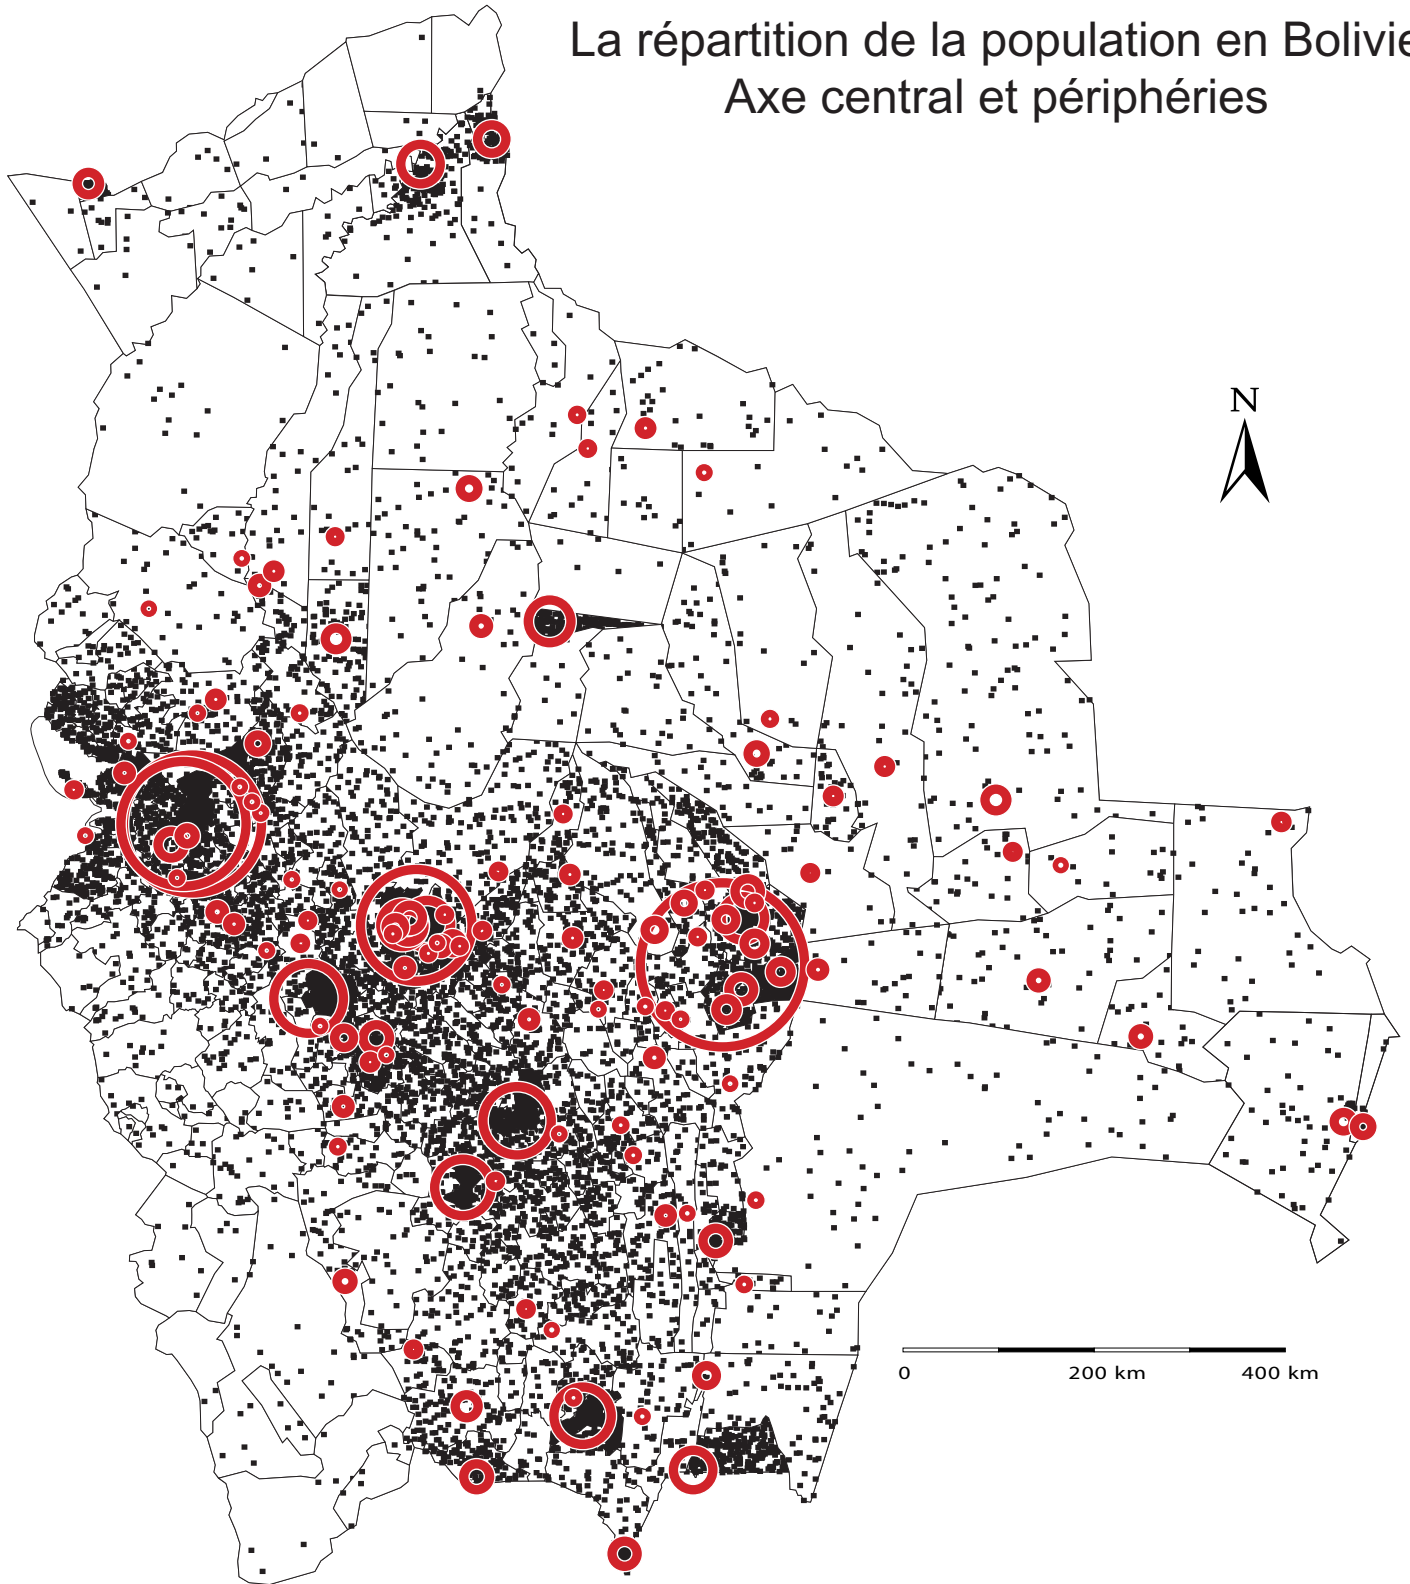 La répartition de la population en Bolivie
Axe central et périphéries
N
0 200 km 400 km